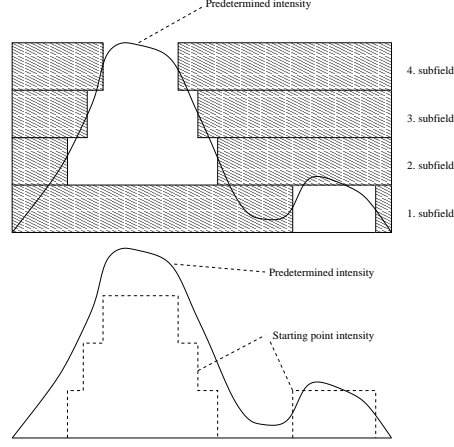 Predetermined intensity
4. subfield
3. subfield
2. subfield
1. subfield
Predetermined intensity
Starting point intensity